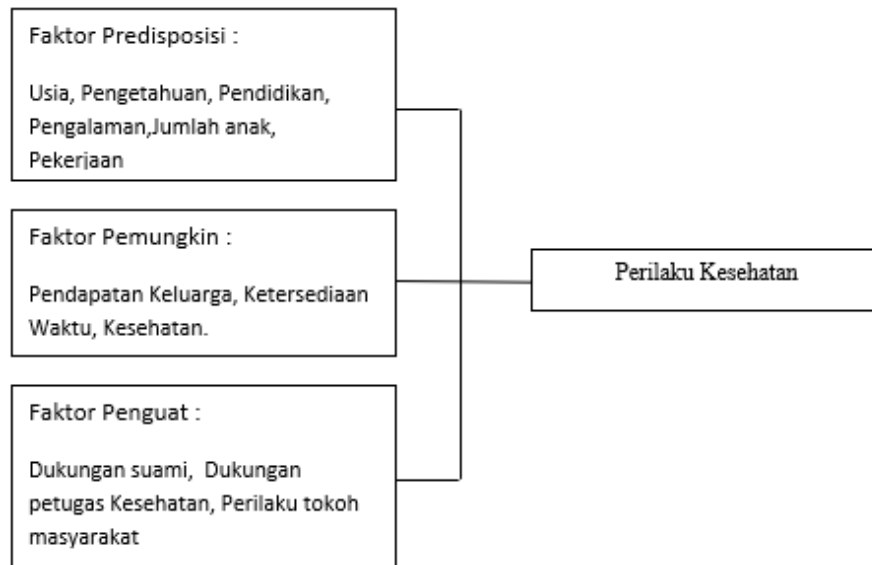 Faktor Predisposisi :
Usia, Pengetahuan, Pendidikan,
Pengalaman,Jumlah anak,
Pekerjaan
Faktor Pemungkin :
Pendapatan Keluarga, Ketersediaan
Waktu, Kesehatan.
Perilaku Kesehatan
Faktor Penguat :
Dukungan suami,  Dukungan
petugas Kesehatan, Perilaku tokoh
masyarakat